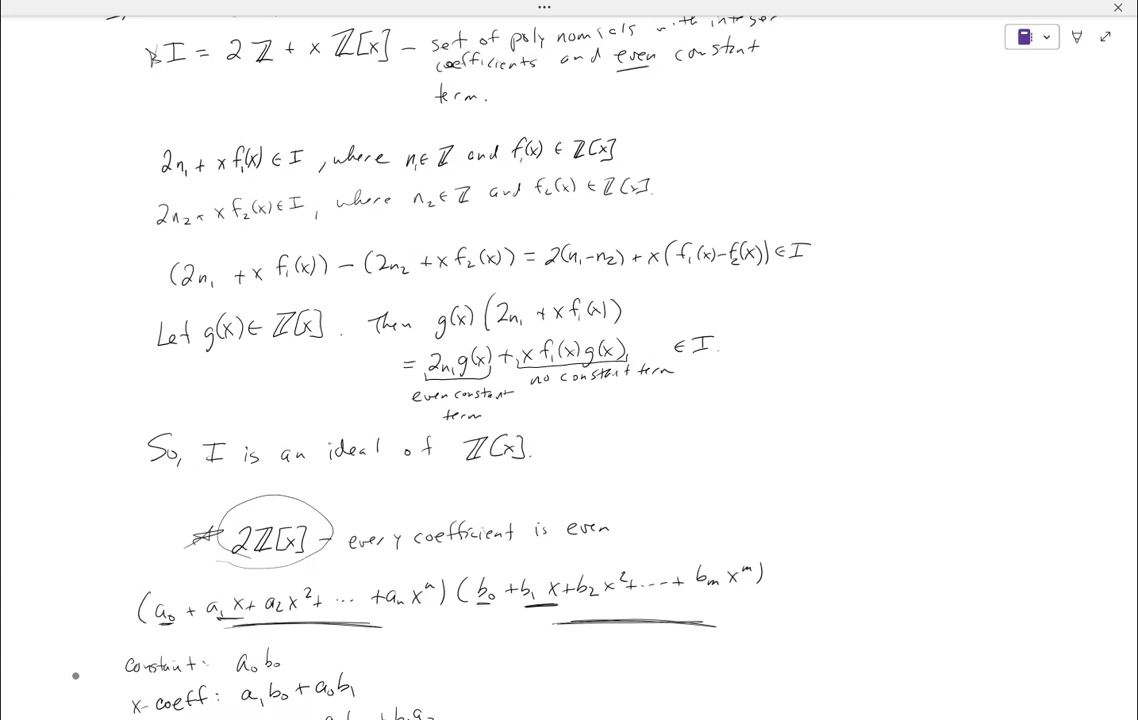 I = 2ℤ + xℤ[x] – set of polynomials with integer
coefficients and even constant
term.
2n₁ + x f₁(x) ∈ I , where n₁ ∈ ℤ and f₁(x) ∈ ℤ[x]
2n₂ + x f₂(x) ∈ I , where n₂ ∈ ℤ and f₂(x) ∈ ℤ[x].
(2n₁ + x f₁(x)) – (2n₂ + x f₂(x)) = 2(n₁–n₂) + x(f₁(x)–f₂(x)) ∈ I
Let g(x) ∈ ℤ[x] . Then g(x) (2n₁ + x f₁(x))
= 2n₁g(x) + x f₁(x)g(x) ∈ I.
even constant term
no constant term
So, I is an ideal of ℤ[x].
2ℤ[x] – every coefficient is even
(a₀ + a₁x + a₂x² + ... + aₙxⁿ) (b₀ + b₁x + b₂x² + ... + bₘxᵐ)
constant: a₀b₀
x-coeff: a₁b₀ + a₀b₁